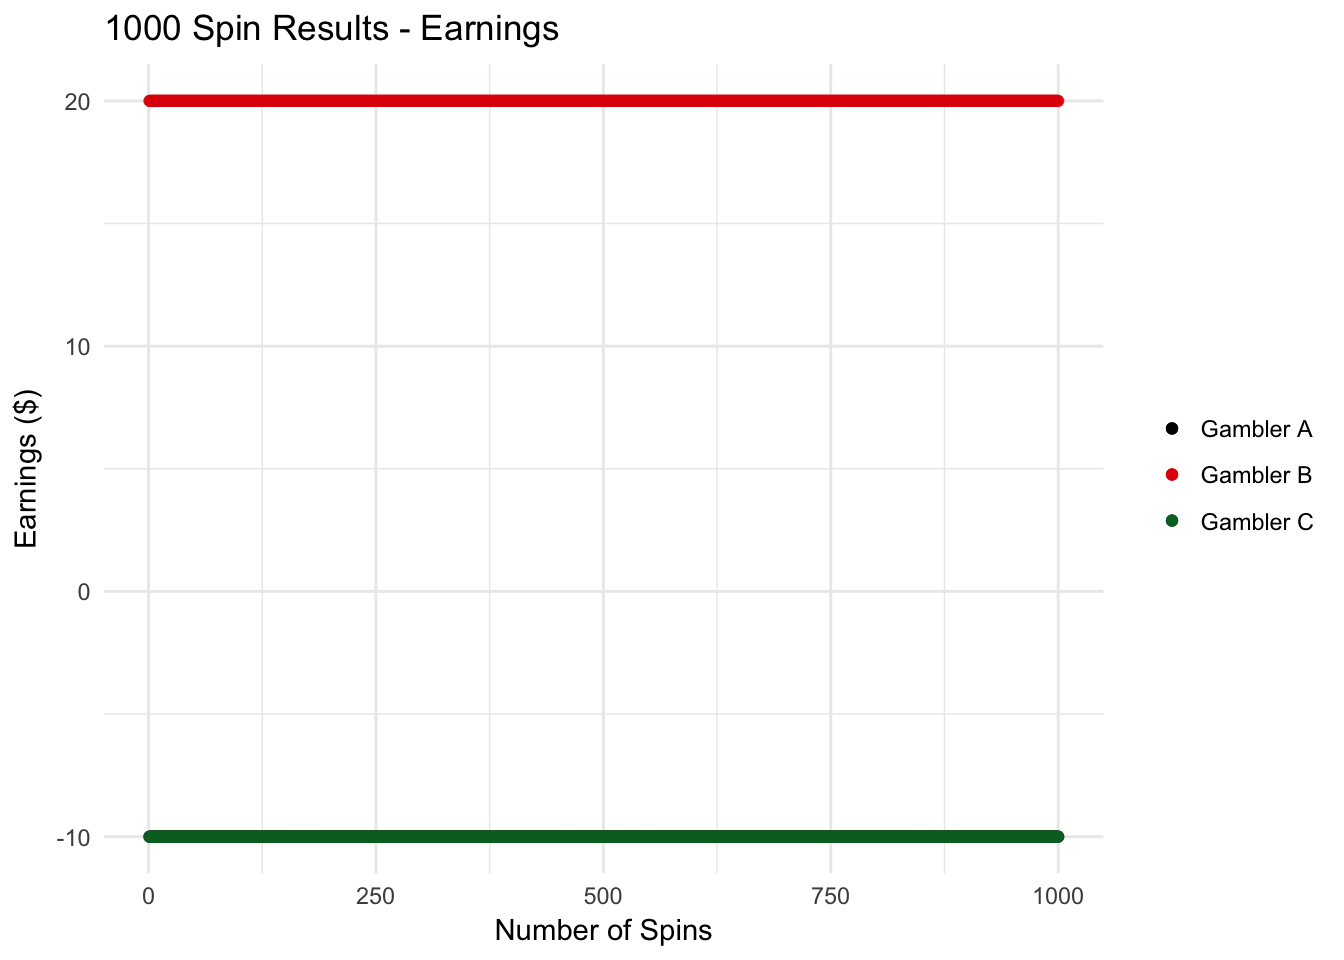 1000 Spin Results - Earnings
20
10
0
-10
Earnings ($)
0 250 500 750 1000
Number of Spins
Gambler A
Gambler B
Gambler C